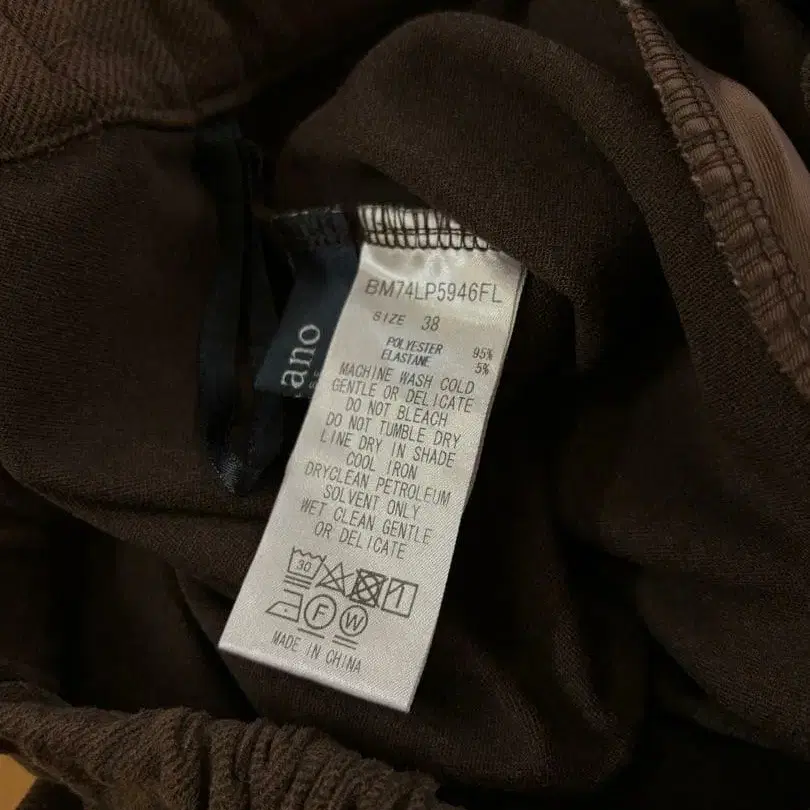 BM74LP5946FL
SIZE 38
POLYESTER 95%
ELASTANE 5%
MACHINE WASH COLD
GENTLE OR DELICATE
DO NOT BLEACH
DO NOT TUMBLE DRY
LINE DRY IN SHADE
COOL IRON
DRYCLEAN PETROLEUM
SOLVENT ONLY
WET CLEAN GENTLE
OR DELICATE
30
F W
MADE IN CHINA
ano